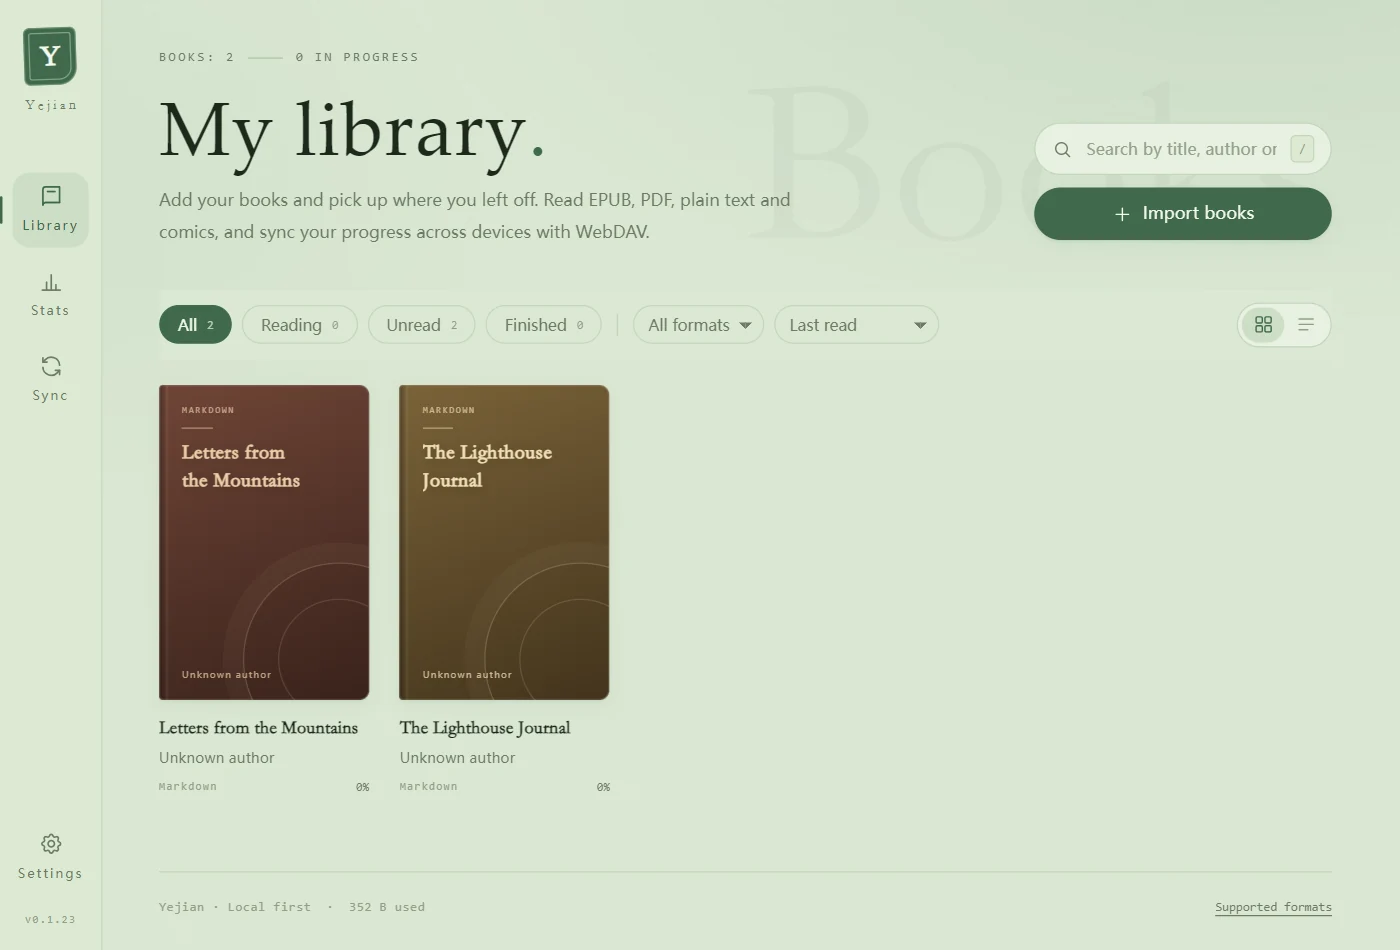 Y
Yejian
Library
Stats
Sync
Settings
v0.1.23
BOOKS: 2 0 IN PROGRESS
My library.
Books
Add your books and pick up where you left off. Read EPUB, PDF, plain text and
comics, and sync your progress across devices with WebDAV.
Search by title, author or /
+ Import books
All 2 Reading 0 Unread 2 Finished 0 All formats Last read
MARKDOWN
Letters from
the Mountains
Unknown author
Letters from the Mountains
Unknown author
Markdown 0%
MARKDOWN
The Lighthouse
Journal
Unknown author
The Lighthouse Journal
Unknown author
Markdown 0%
Yejian · Local first · 352 B used
Supported formats